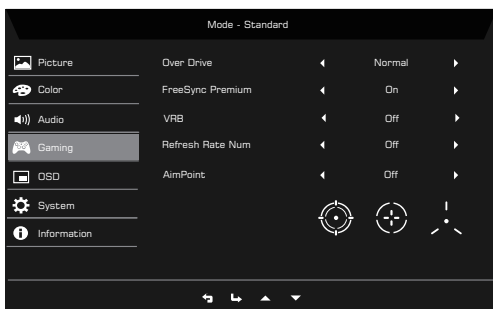 Mode - Standard
Picture
Color
Audio
Gaming
OSD
System
Information
Over Drive Normal
FreeSync Premium On
VRB Off
Refresh Rate Num Off
AimPoint Off